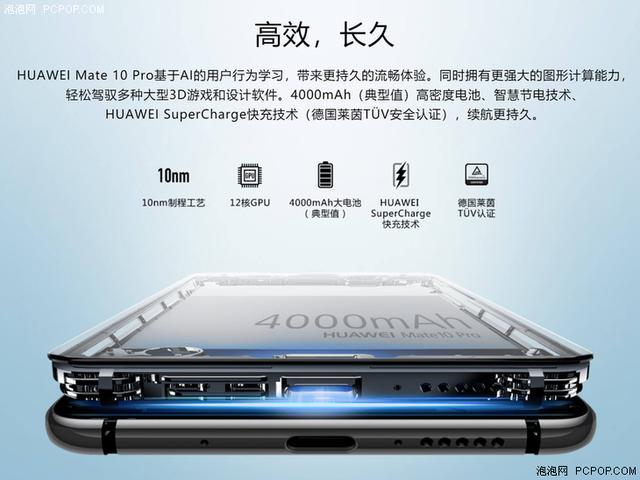 泡泡网 PCPOP.COM
高效，长久
HUAWEI Mate 10 Pro基于AI的用户行为学习，带来更持久的流畅体验。同时拥有更强大的图形计算能力，
轻松驾驭多种大型3D游戏和设计软件。4000mAh（典型值）高密度电池、智慧节电技术、
HUAWEI SuperCharge快充技术（德国莱茵TÜV安全认证），续航更持久。
10nm
10nm制程工艺
GPU
12核GPU
4000mAh大电池
（典型值）
HUAWEI
SuperCharge
快充技术
德国莱茵
TÜV认证
4000mAh
HUAWEI Mate10 Pro
泡泡网 PCPOP.COM